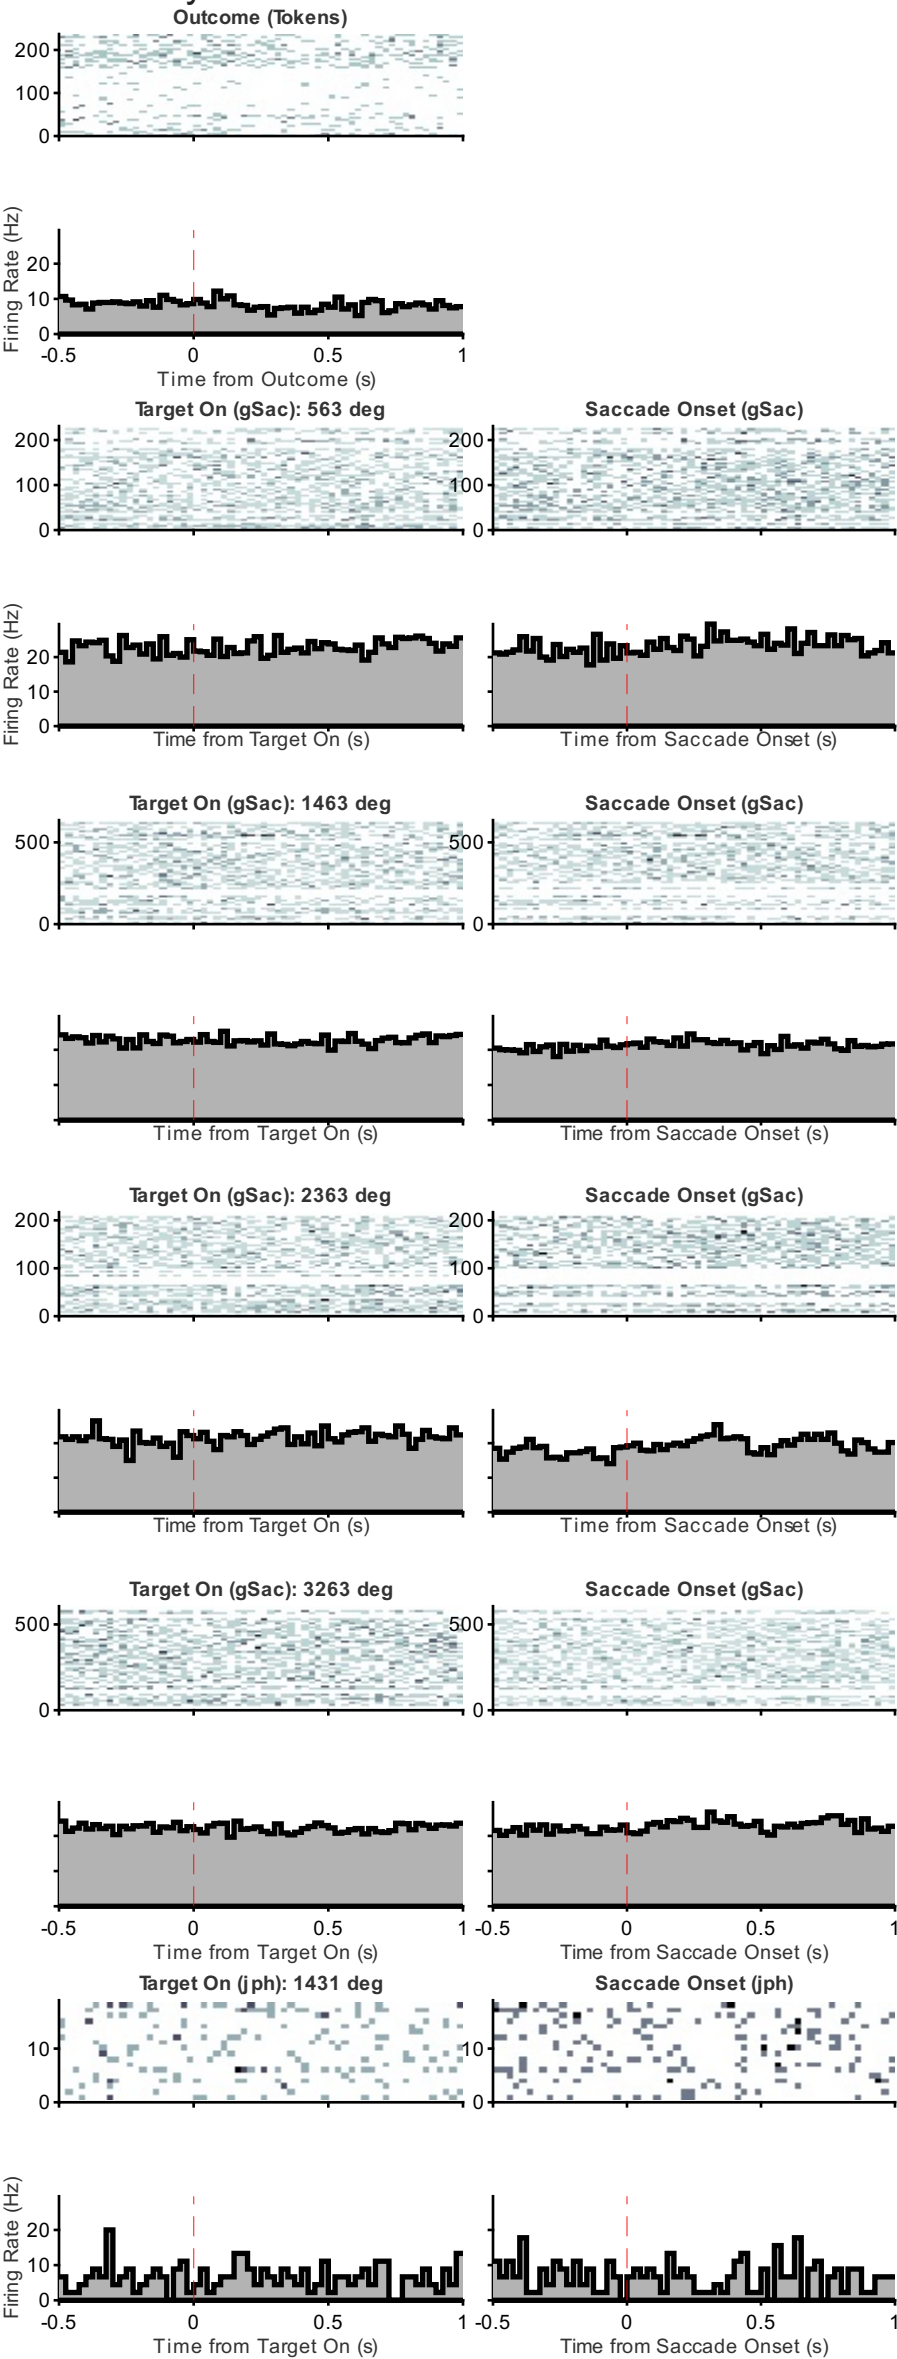 Outcome (Tokens)
200
100
0
Firing Rate (Hz)
20
10
0
-0.5 0 0.5 1
Time from Outcome (s)
Target On (gSac): 563 deg Saccade Onset (gSac)
200 200
100 100
0 0
Firing Rate (Hz)
20
10
0
Time from Target On (s) Time from Saccade Onset (s)
Target On (gSac): 1463 deg Saccade Onset (gSac)
500 500
0 0
Time from Target On (s) Time from Saccade Onset (s)
Target On (gSac): 2363 deg Saccade Onset (gSac)
200 200
100 100
0 0
Time from Target On (s) Time from Saccade Onset (s)
Target On (gSac): 3263 deg Saccade Onset (gSac)
500 500
0 0
-0.5 0 0.5 1 -0.5 0 0.5 1
Time from Target On (s) Time from Saccade Onset (s)
Target On (jph): 1431 deg Saccade Onset (jph)
10 10
0 0
Firing Rate (Hz)
20
10
0
-0.5 0 0.5 1 -0.5 0 0.5 1
Time from Target On (s) Time from Saccade Onset (s)